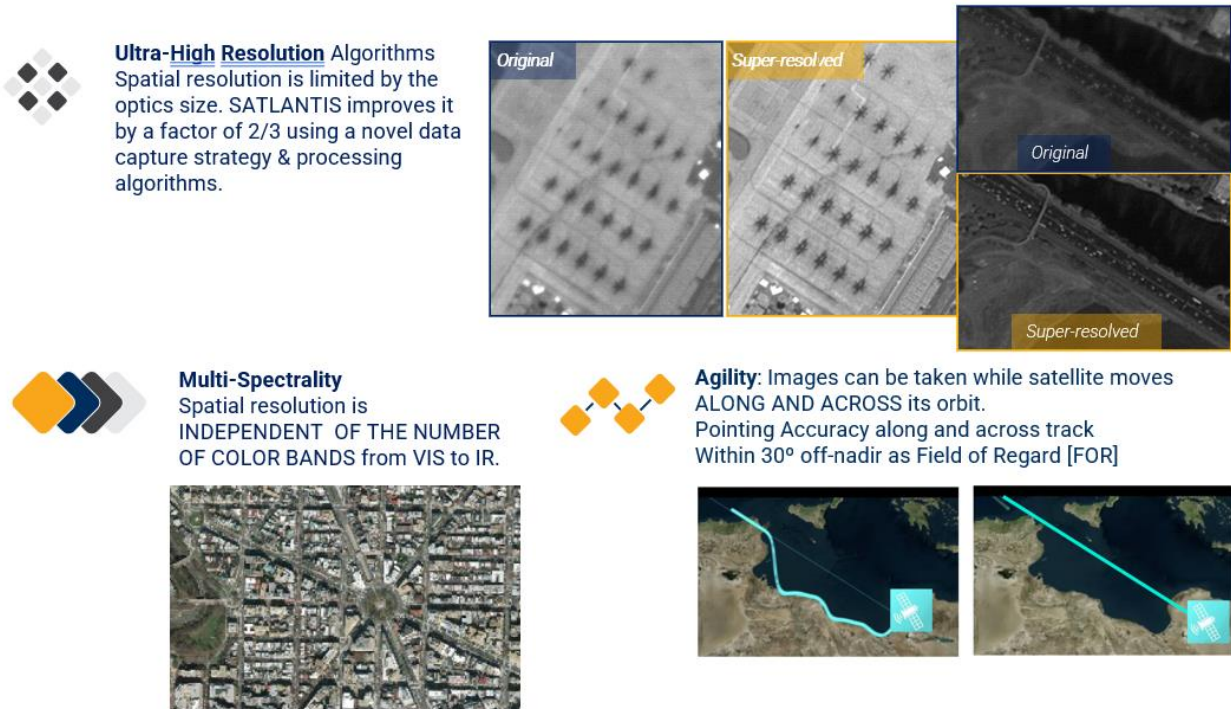 Ultra-High Resolution Algorithms
Spatial resolution is limited by the
optics size. SATLANTIS improves it
by a factor of 2/3 using a novel data
capture strategy & processing
algorithms.
Original
Super-resolved
Original
Super-resolved
Multi-Spectrality
Spatial resolution is
INDEPENDENT OF THE NUMBER
OF COLOR BANDS from VIS to IR.
Agility: Images can be taken while satellite moves
ALONG AND ACROSS its orbit.
Pointing Accuracy along and across track
Within 30º off-nadir as Field of Regard [FOR]